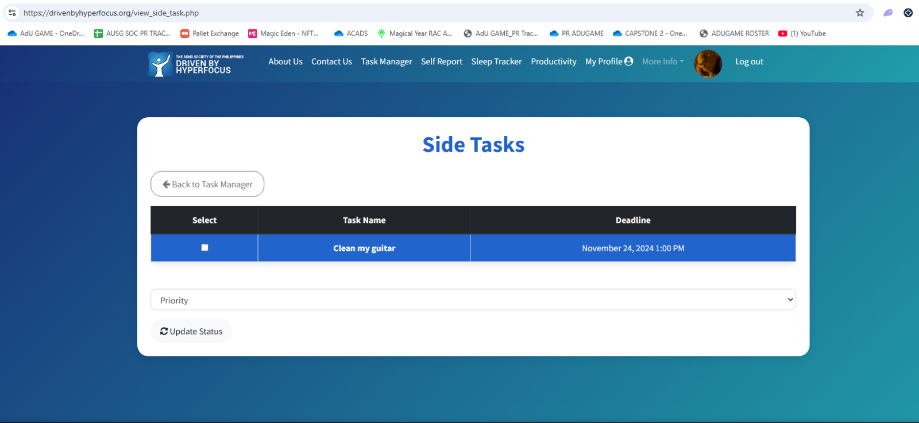 https://drivenbyhyperfocus.org/view_side_task.php
AdU GAME - OneDr... AUSG SOC PR TRAC... Pallet Exchange Magic Eden - NFT... ACADS Magical Year RAC A... AdU GAME_PR Trac... PR ADUGAME CAPSTONE 2 - One... ADUGAME ROSTER (1) YouTube
THE ADHD SOCIETY OF THE PHILIPPINES
DRIVEN BY
HYPERFOCUS
About Us Contact Us Task Manager Self Report Sleep Tracker Productivity My Profile More Info Log out
Side Tasks
Back to Task Manager
Select Task Name Deadline
Clean my guitar November 24, 2024 1:00 PM
Priority
Update Status